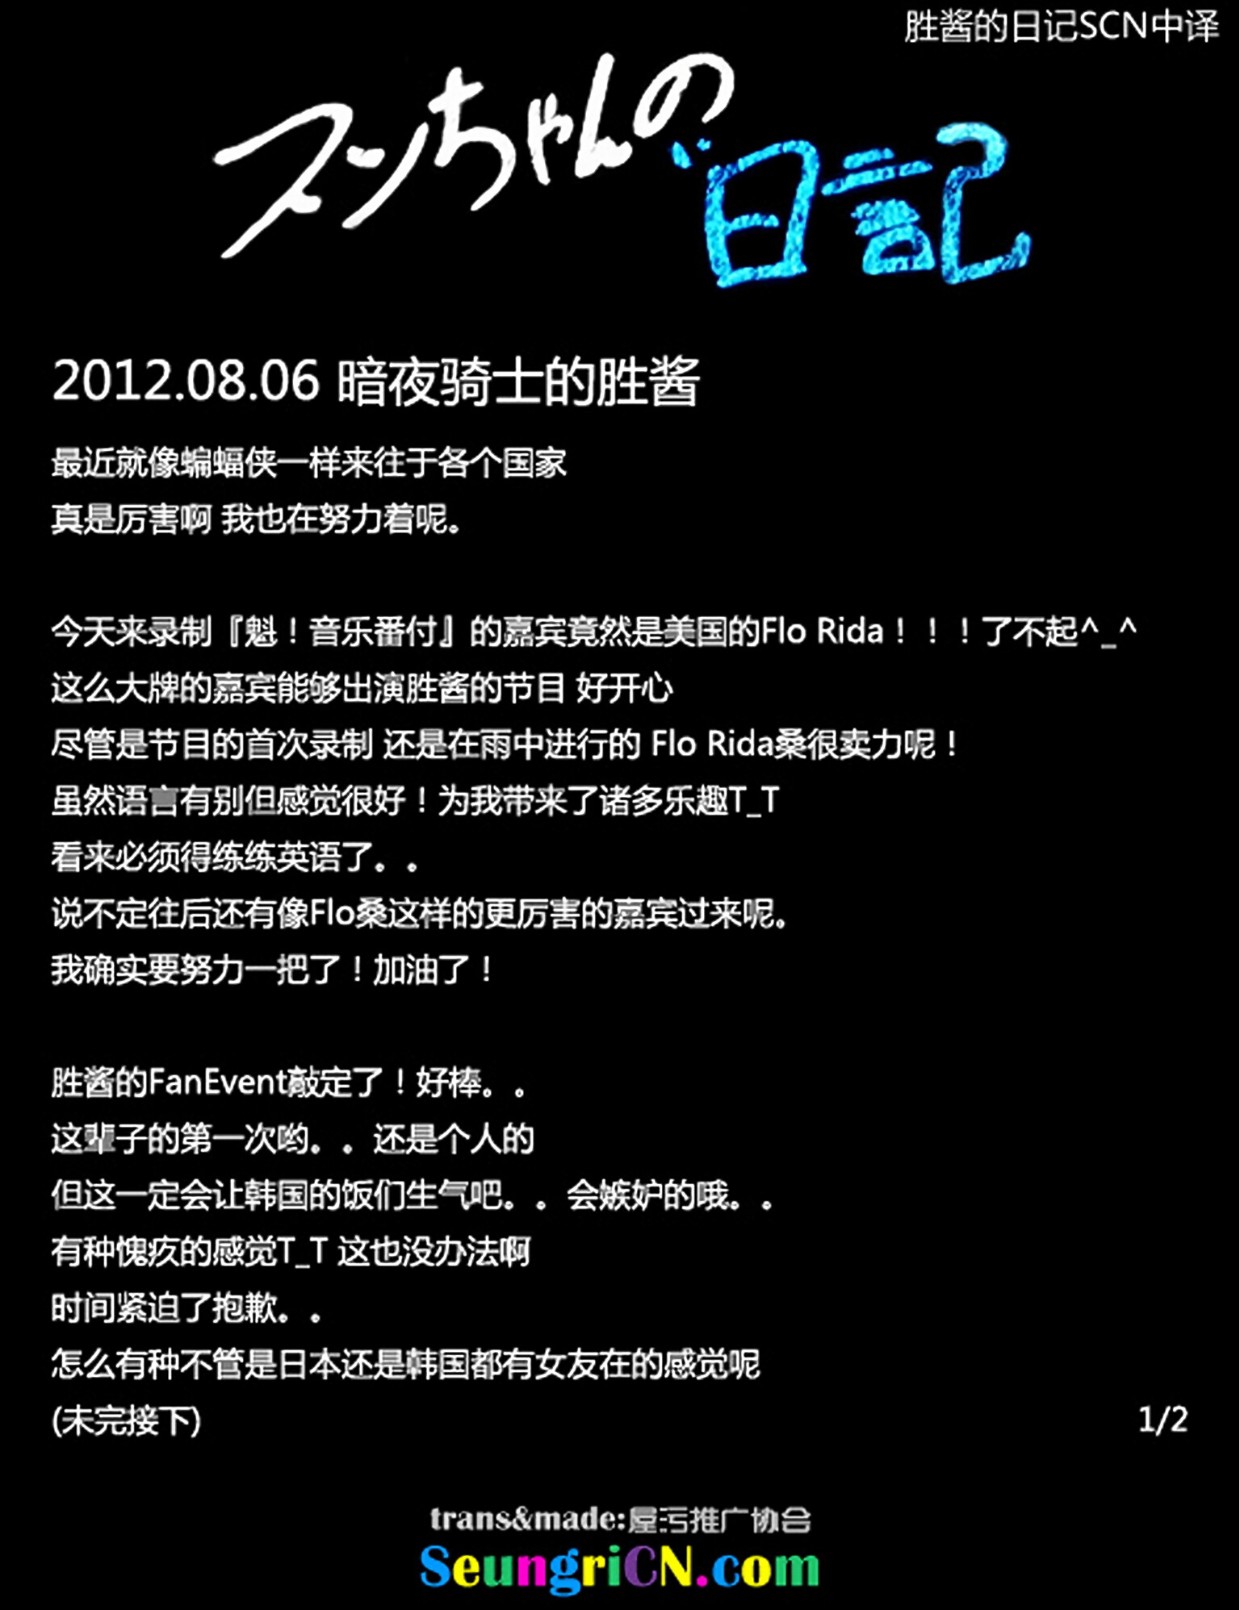 胜酱的日记SCN中译
スンちゃんの
日記
2012.08.06 暗夜骑士的胜酱
最近就像蝙蝠侠一样来往于各个国家
真是厉害啊 我也在努力着呢。
今天来录制『魁！音乐番付』的嘉宾竟然是美国的Flo Rida！！！了不起^_^
这么大牌的嘉宾能够出演胜酱的节目 好开心
尽管是节目的首次录制 还是在雨中进行的 Flo Rida桑很卖力呢！
虽然语言有别但感觉很好！为我带来了诸多乐趣T_T
看来必须得练练英语了。。
说不定往后还有像Flo桑这样的更厉害的嘉宾过来呢。
我确实要努力一把了！加油了！
胜酱的FanEvent敲定了！好棒。。
这辈子的第一次哟。。还是个人的
但这一定会让韩国的饭们生气吧。。会嫉妒的哦。。
有种愧疚的感觉T_T 这也没办法啊
时间紧迫了抱歉。。
怎么有种不管是日本还是韩国都有女友在的感觉呢
(未完接下)
1/2
trans&made:屋污推广协会
SeungriCN.com